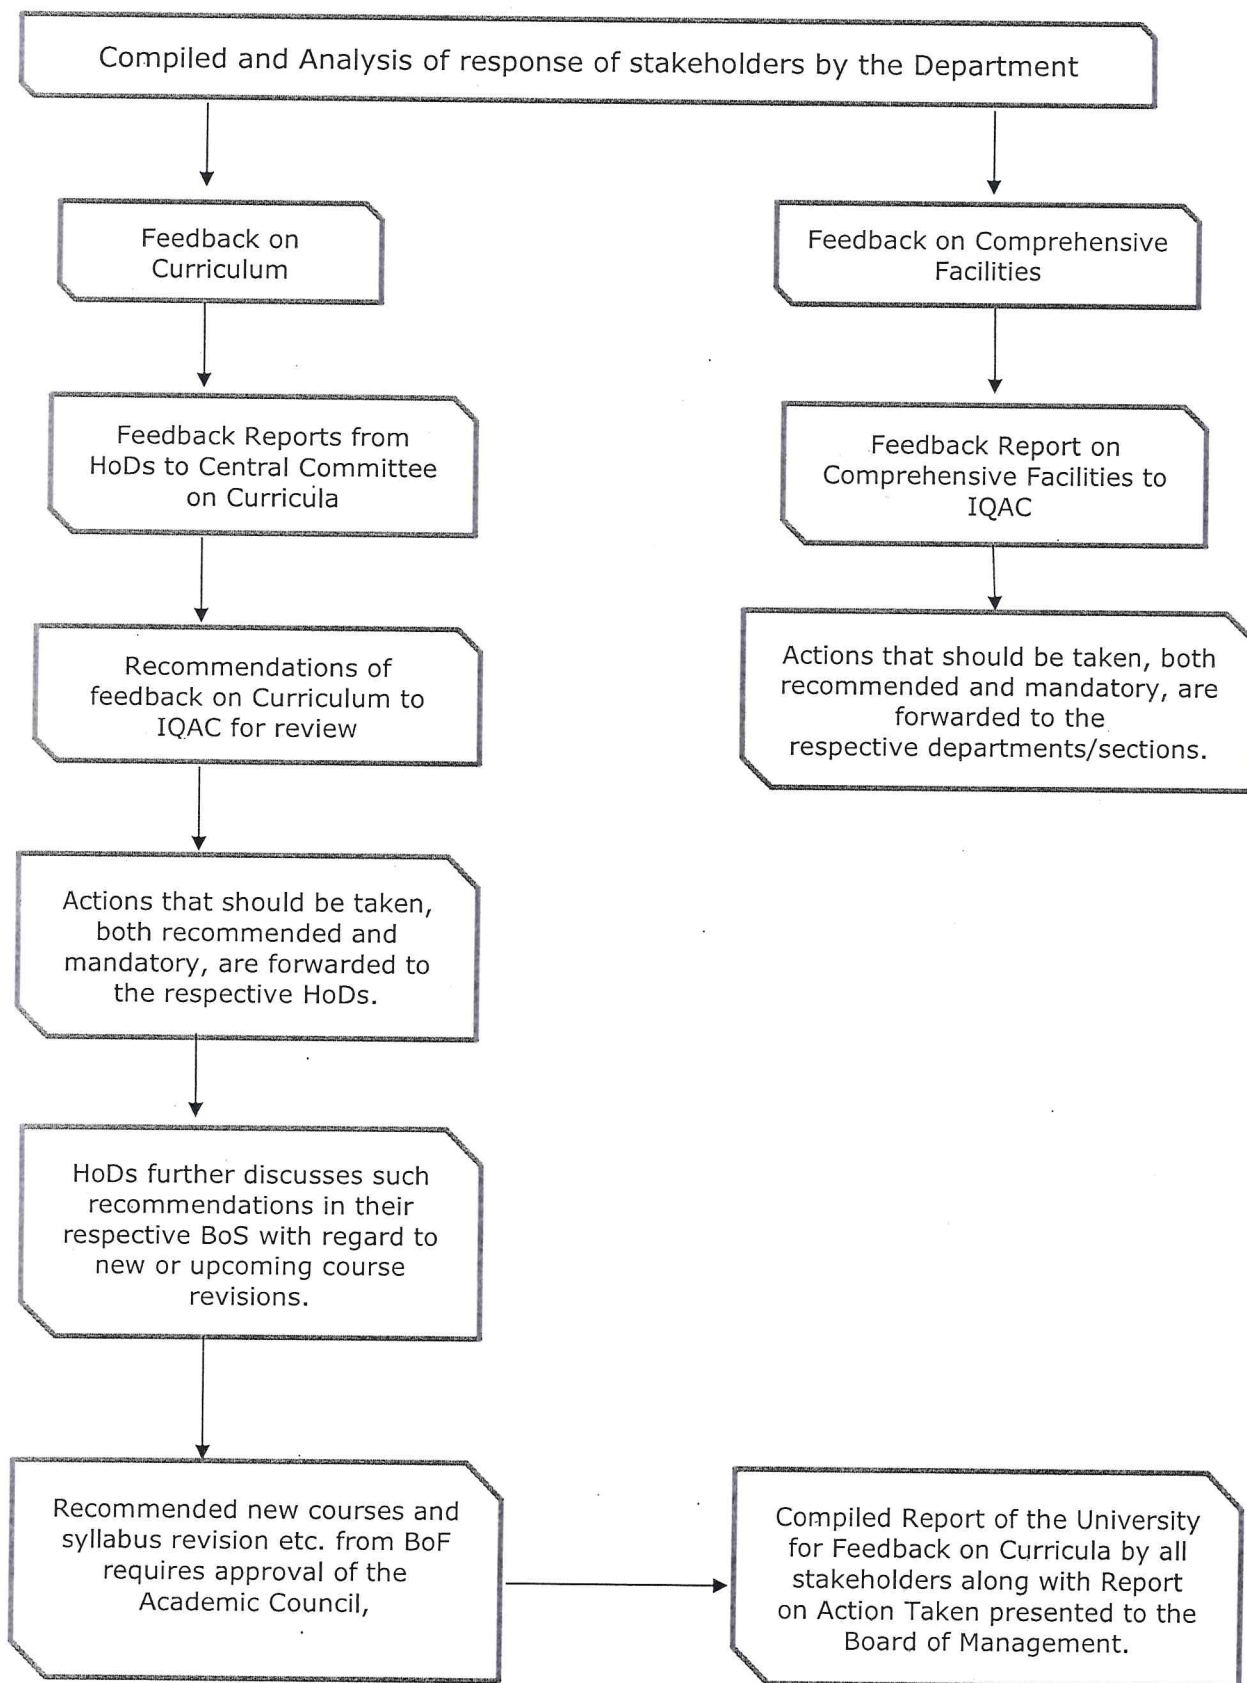 Compiled and Analysis of response of stakeholders by the Department
Feedback on
Curriculum
Feedback on Comprehensive
Facilities
Feedback Reports from
HoDs to Central Committee
on Curricula
Feedback Report on
Comprehensive Facilities to
IQAC
Recommendations of
feedback on Curriculum to
IQAC for review
Actions that should be taken, both
recommended and mandatory, are
forwarded to the
respective departments/sections.
Actions that should be taken,
both recommended and
mandatory, are forwarded to
the respective HoDs.
HoDs further discusses such
recommendations in their
respective BoS with regard to
new or upcoming course
revisions.
Recommended new courses and
syllabus revision etc. from BoF
requires approval of the
Academic Council,
Compiled Report of the University
for Feedback on Curricula by all
stakeholders along with Report
on Action Taken presented to the
Board of Management.